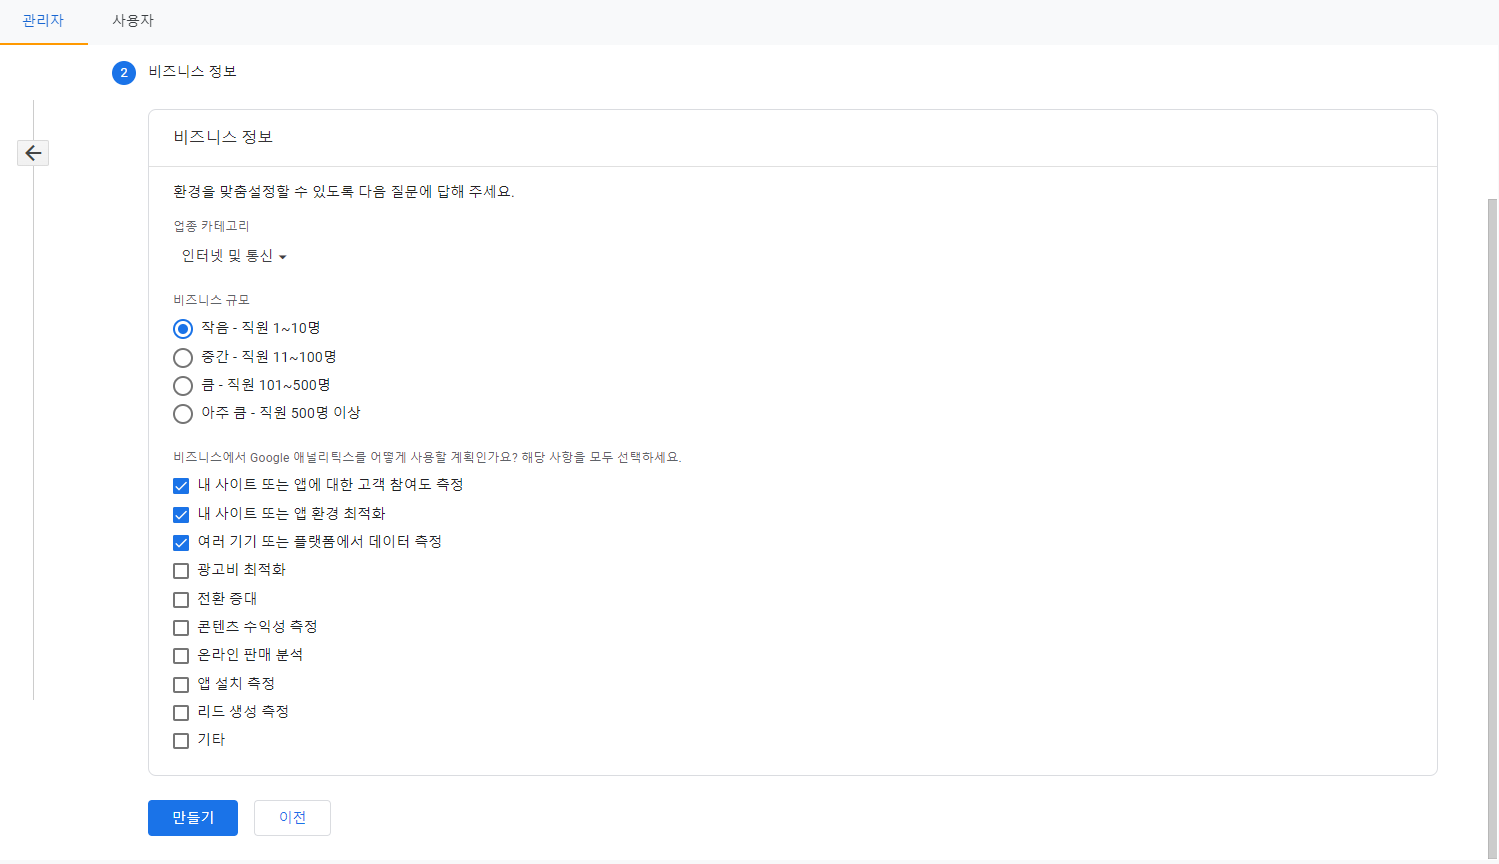 관리자 사용자
2 비즈니스 정보
비즈니스 정보
환경을 맞춤설정할 수 있도록 다음 질문에 답해 주세요.
업종 카테고리
인터넷 및 통신
비즈니스 규모
작음 - 직원 1~10명
중간 - 직원 11~100명
큼 - 직원 101~500명
아주 큼 - 직원 500명 이상
비즈니스에서 Google 애널리틱스를 어떻게 사용할 계획인가요? 해당 사항을 모두 선택하세요.
내 사이트 또는 앱에 대한 고객 참여도 측정
내 사이트 또는 앱 환경 최적화
여러 기기 또는 플랫폼에서 데이터 측정
광고비 최적화
전환 증대
콘텐츠 수익성 측정
온라인 판매 분석
앱 설치 측정
리드 생성 측정
기타
만들기 이전